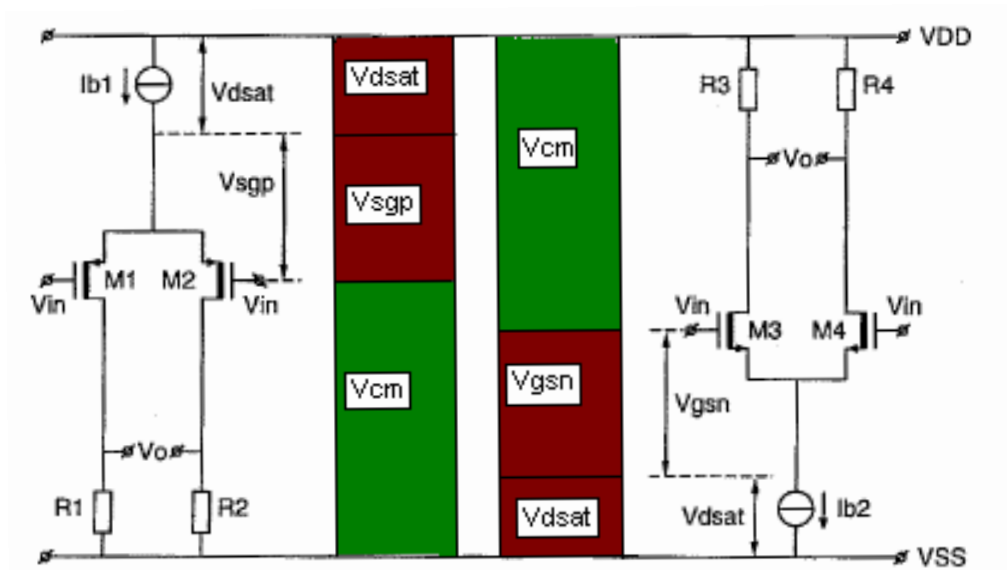 VDD
Ib1
Vdsat
Vdsat
R3
R4
Vcm
Vo
Vsgp
Vsgp
M1
M2
Vin
Vin
Vin
Vin
M3
M4
Vcm
Vgsn
Vgsn
Vo
R1
R2
Vdsat
Vdsat
Ib2
VSS